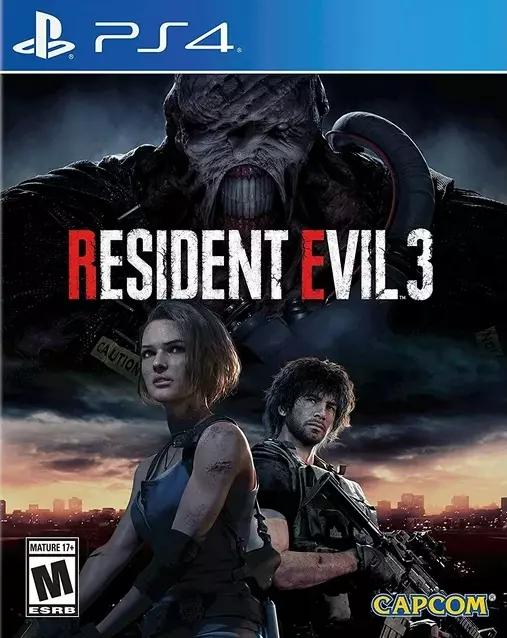 PS4
RESIDENT EVIL 3
CAUTION
MATURE 17+
M
ESRB
CAPCOM